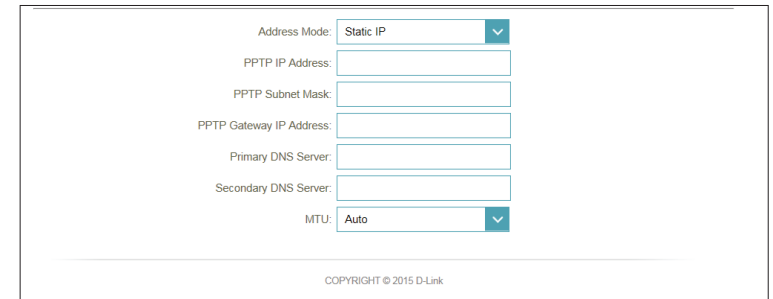 Address Mode: Static IP
PPTP IP Address:
PPTP Subnet Mask:
PPTP Gateway IP Address:
Primary DNS Server:
Secondary DNS Server:
MTU: Auto
COPYRIGHT © 2015 D-Link